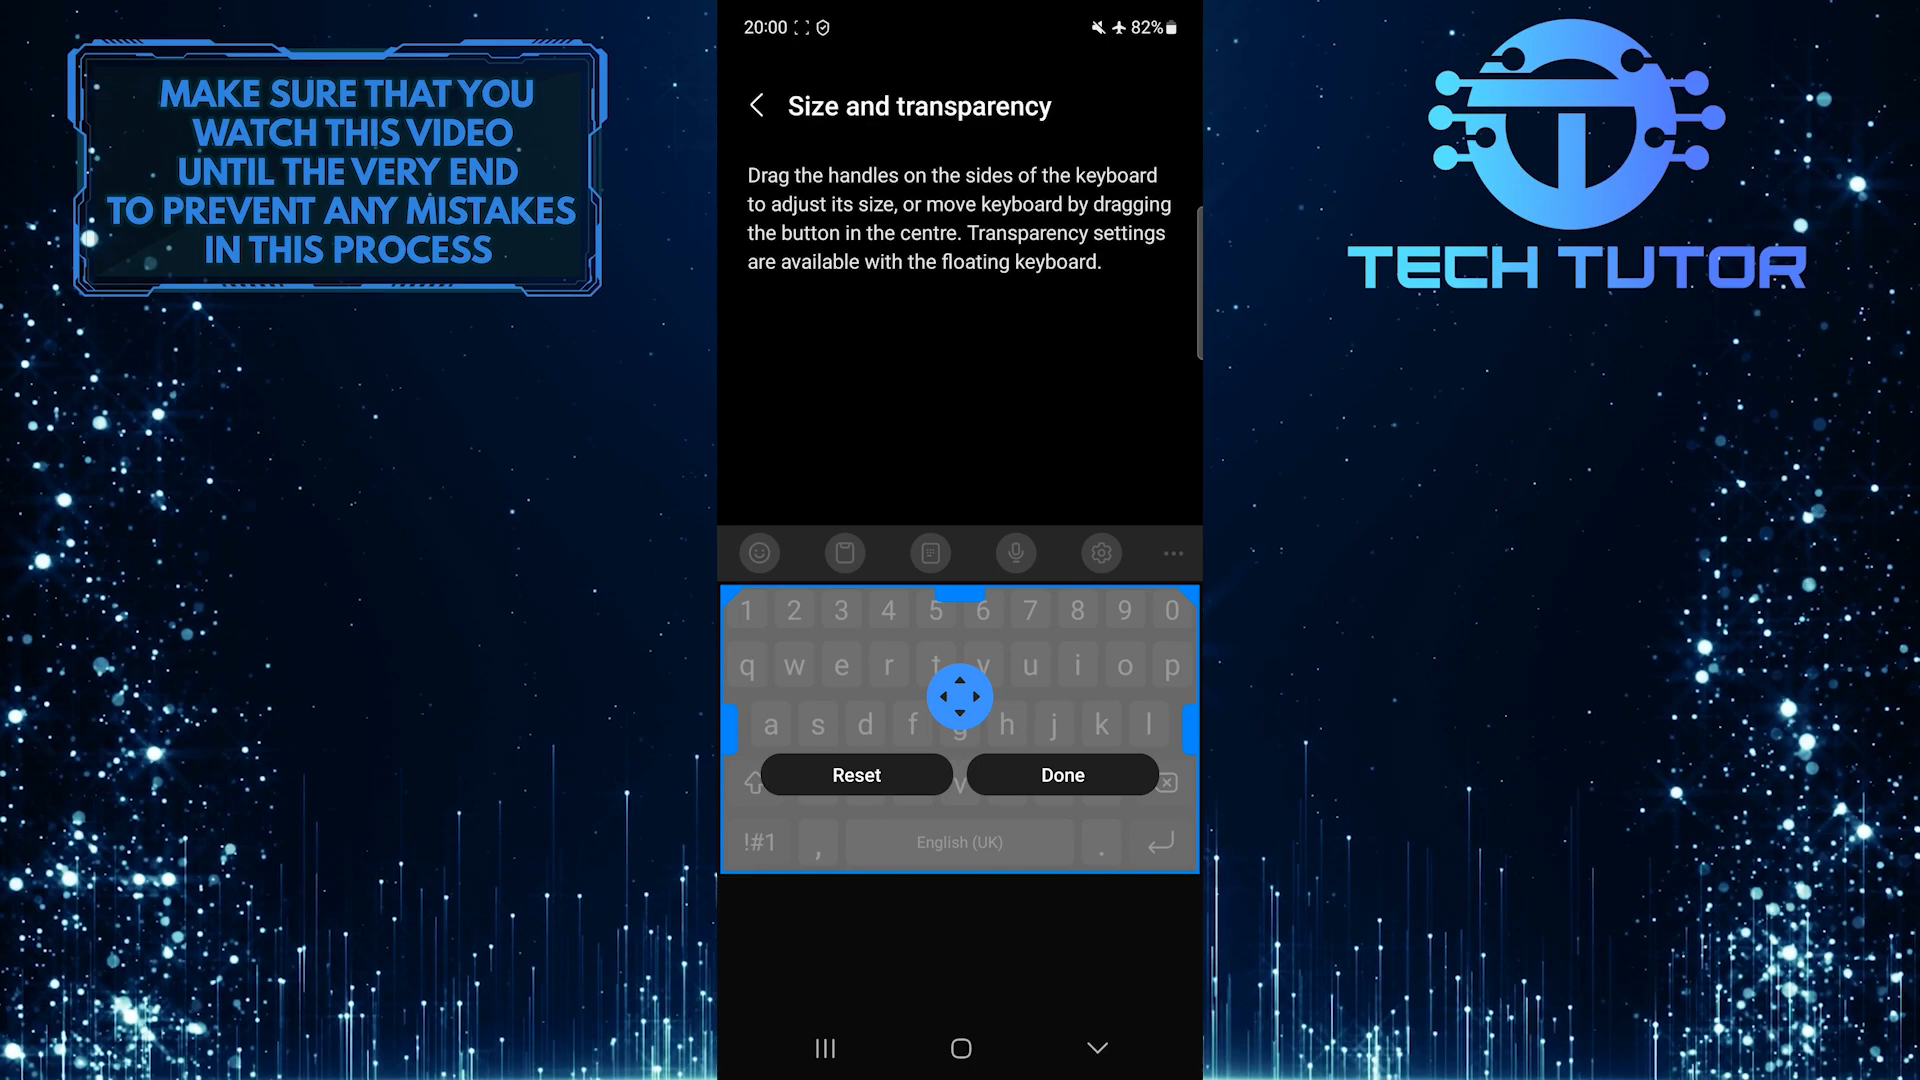 MAKE SURE THAT YOU
WATCH THIS VIDEO
UNTIL THE VERY END
TO PREVENT ANY MISTAKES
IN THIS PROCESS
20:00
82%
Size and transparency
Drag the handles on the sides of the keyboard
to adjust its size, or move keyboard by dragging
the button in the centre. Transparency settings
are available with the floating keyboard.
TECH TUTOR
1 2 3 4 5 6 7 8 9 0
q w e r t y u i o p
a s d f g h j k l
v
Reset Done
!#1 , English (UK) .